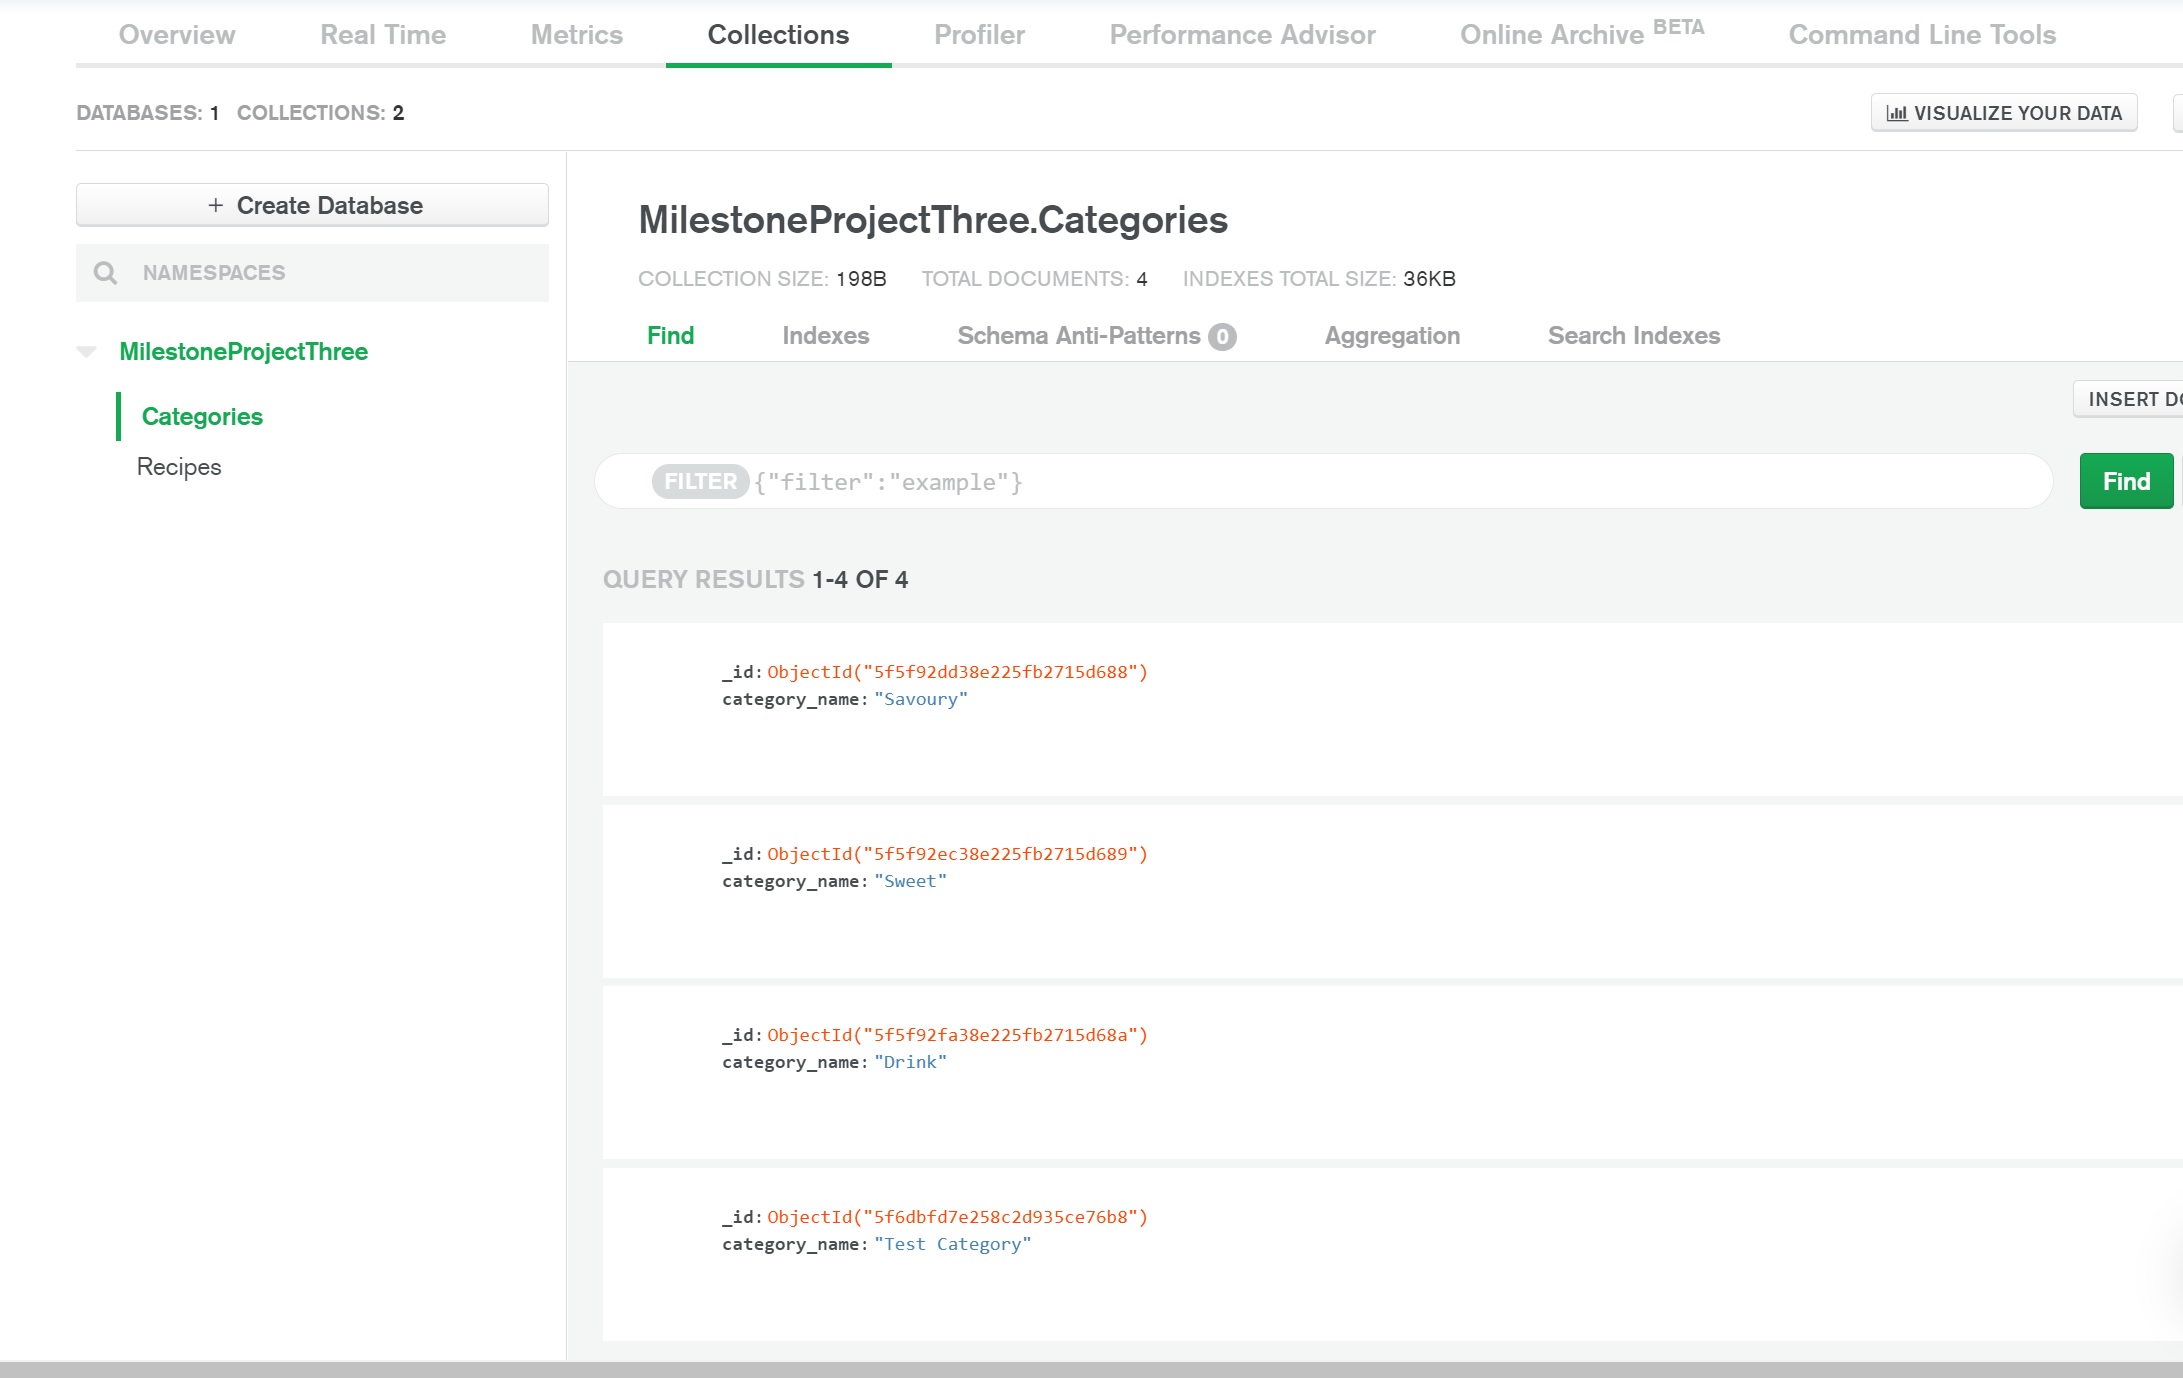 Overview Real Time Metrics Collections Profiler Performance Advisor Online Archive BETA Command Line Tools
DATABASES: 1 COLLECTIONS: 2
VISUALIZE YOUR DATA
+ Create Database
NAMESPACES
MilestoneProjectThree
Categories
Recipes
MilestoneProjectThree.Categories
COLLECTION SIZE: 198B TOTAL DOCUMENTS: 4 INDEXES TOTAL SIZE: 36KB
Find Indexes Schema Anti-Patterns 0 Aggregation Search Indexes
INSERT
FILTER {"filter":"example"}
Find
QUERY RESULTS 1-4 OF 4
_id: ObjectId("5f5f92dd38e225fb2715d688")
category_name: "Savoury"
_id: ObjectId("5f5f92ec38e225fb2715d689")
category_name: "Sweet"
_id: ObjectId("5f5f92fa38e225fb2715d68a")
category_name: "Drink"
_id: ObjectId("5f6dbfd7e258c2d935ce76b8")
category_name: "Test Category"